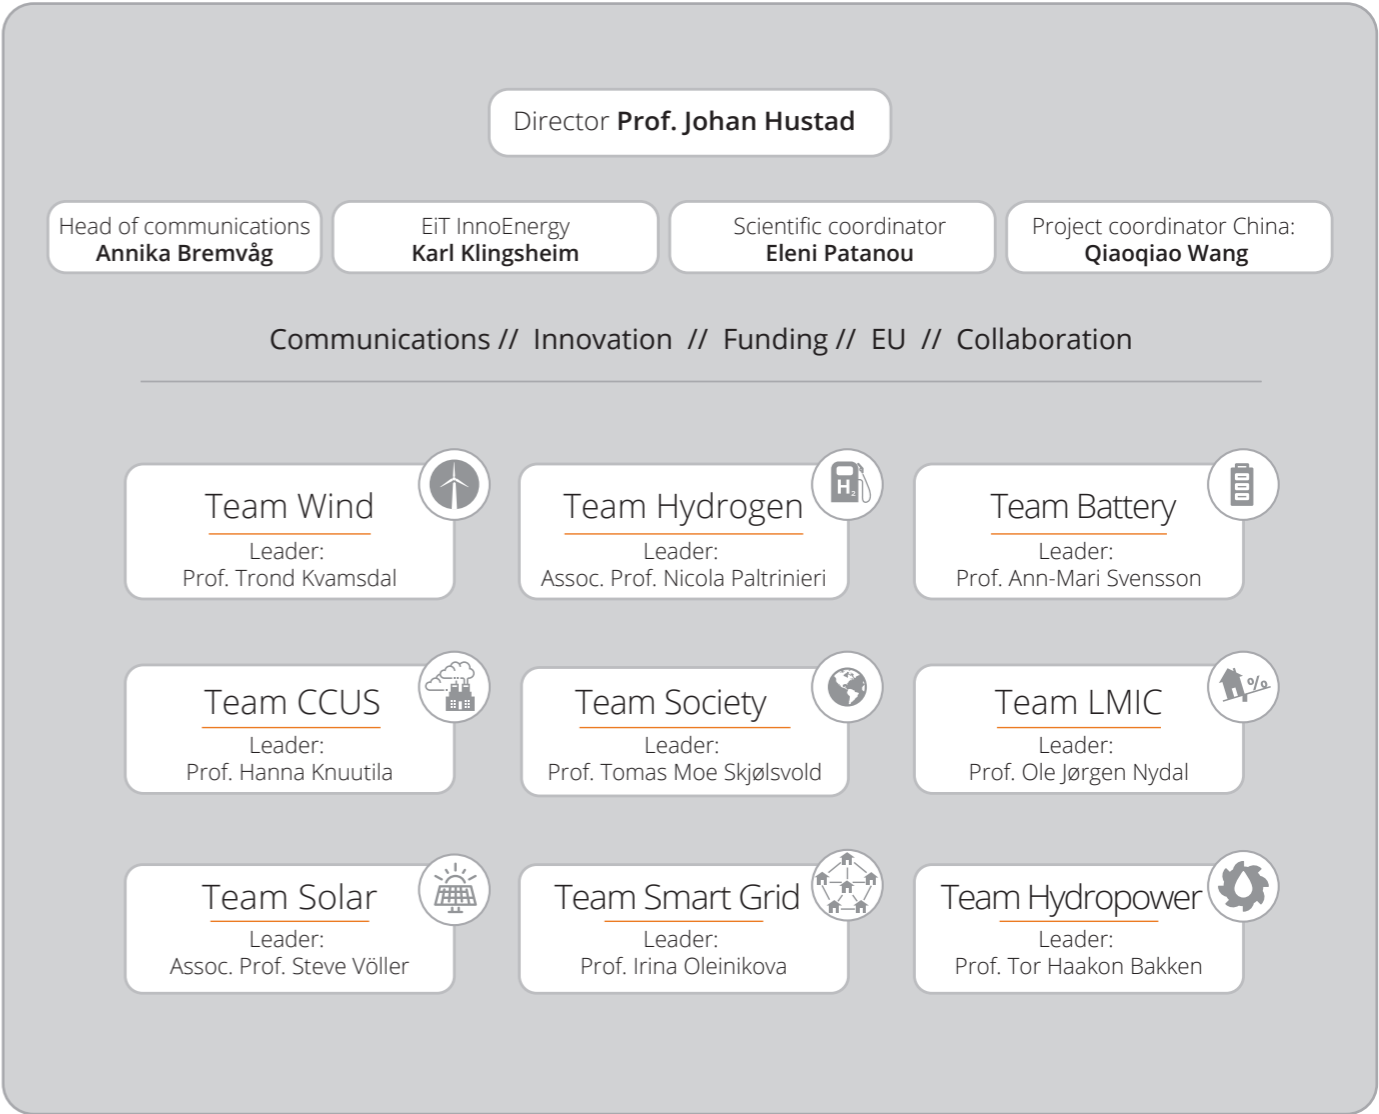 Director Prof. Johan Hustad
Head of communications
Annika Bremvåg
EiT InnoEnergy
Karl Klingsheim
Scientific coordinator
Eleni Patanou
Project coordinator China:
Qiaoqiao Wang
Communications // Innovation // Funding // EU // Collaboration
Team Wind
Leader:
Prof. Trond Kvamsdal
H₂
Team Hydrogen
Leader:
Assoc. Prof. Nicola Paltrinieri
Team Battery
Leader:
Prof. Ann-Mari Svensson
Team CCUS
Leader:
Prof. Hanna Knuutila
Team Society
Leader:
Prof. Tomas Moe Skjølsvold
%
Team LMIC
Leader:
Prof. Ole Jørgen Nydal
Team Solar
Leader:
Assoc. Prof. Steve Völler
Team Smart Grid
Leader:
Prof. Irina Oleinikova
Team Hydropower
Leader:
Prof. Tor Haakon Bakken